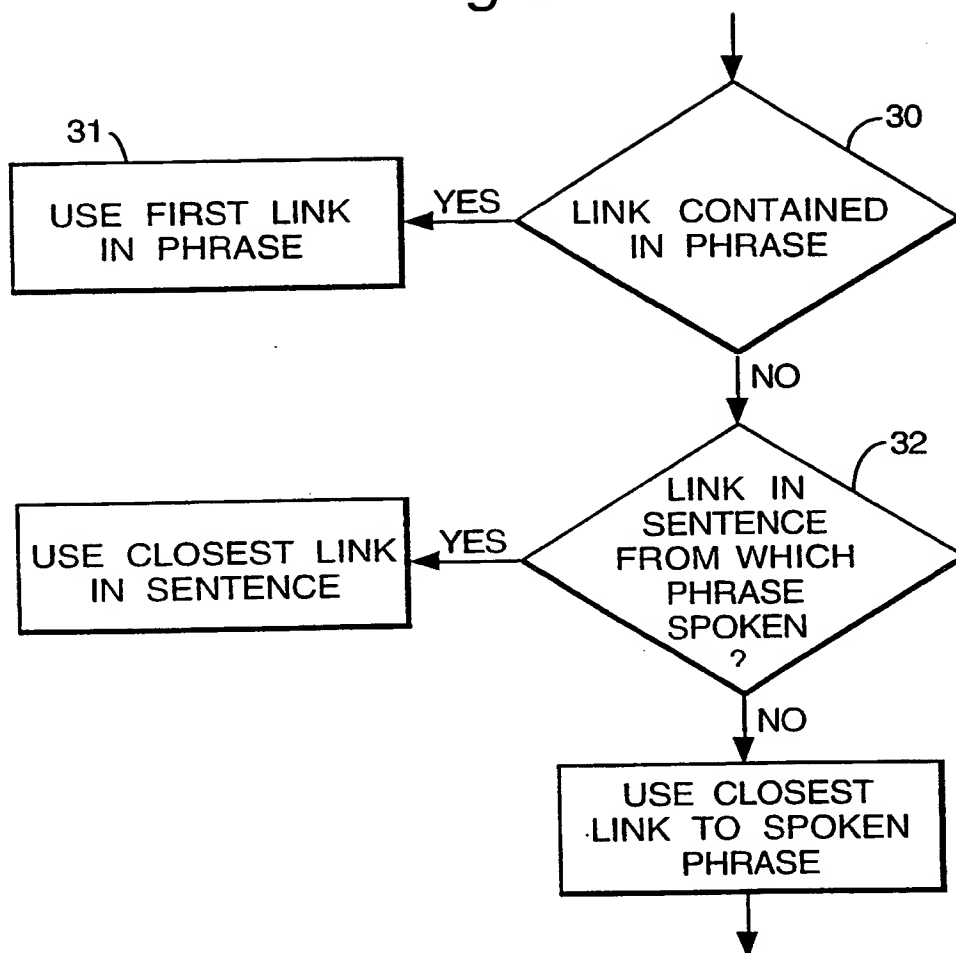 g
30
LINK CONTAINED
IN PHRASE
31
YES
USE FIRST LINK
IN PHRASE
NO
32
LINK IN
SENTENCE
FROM WHICH
PHRASE
SPOKEN
?
YES
USE CLOSEST LINK
IN SENTENCE
NO
USE CLOSEST
LINK TO SPOKEN
PHRASE